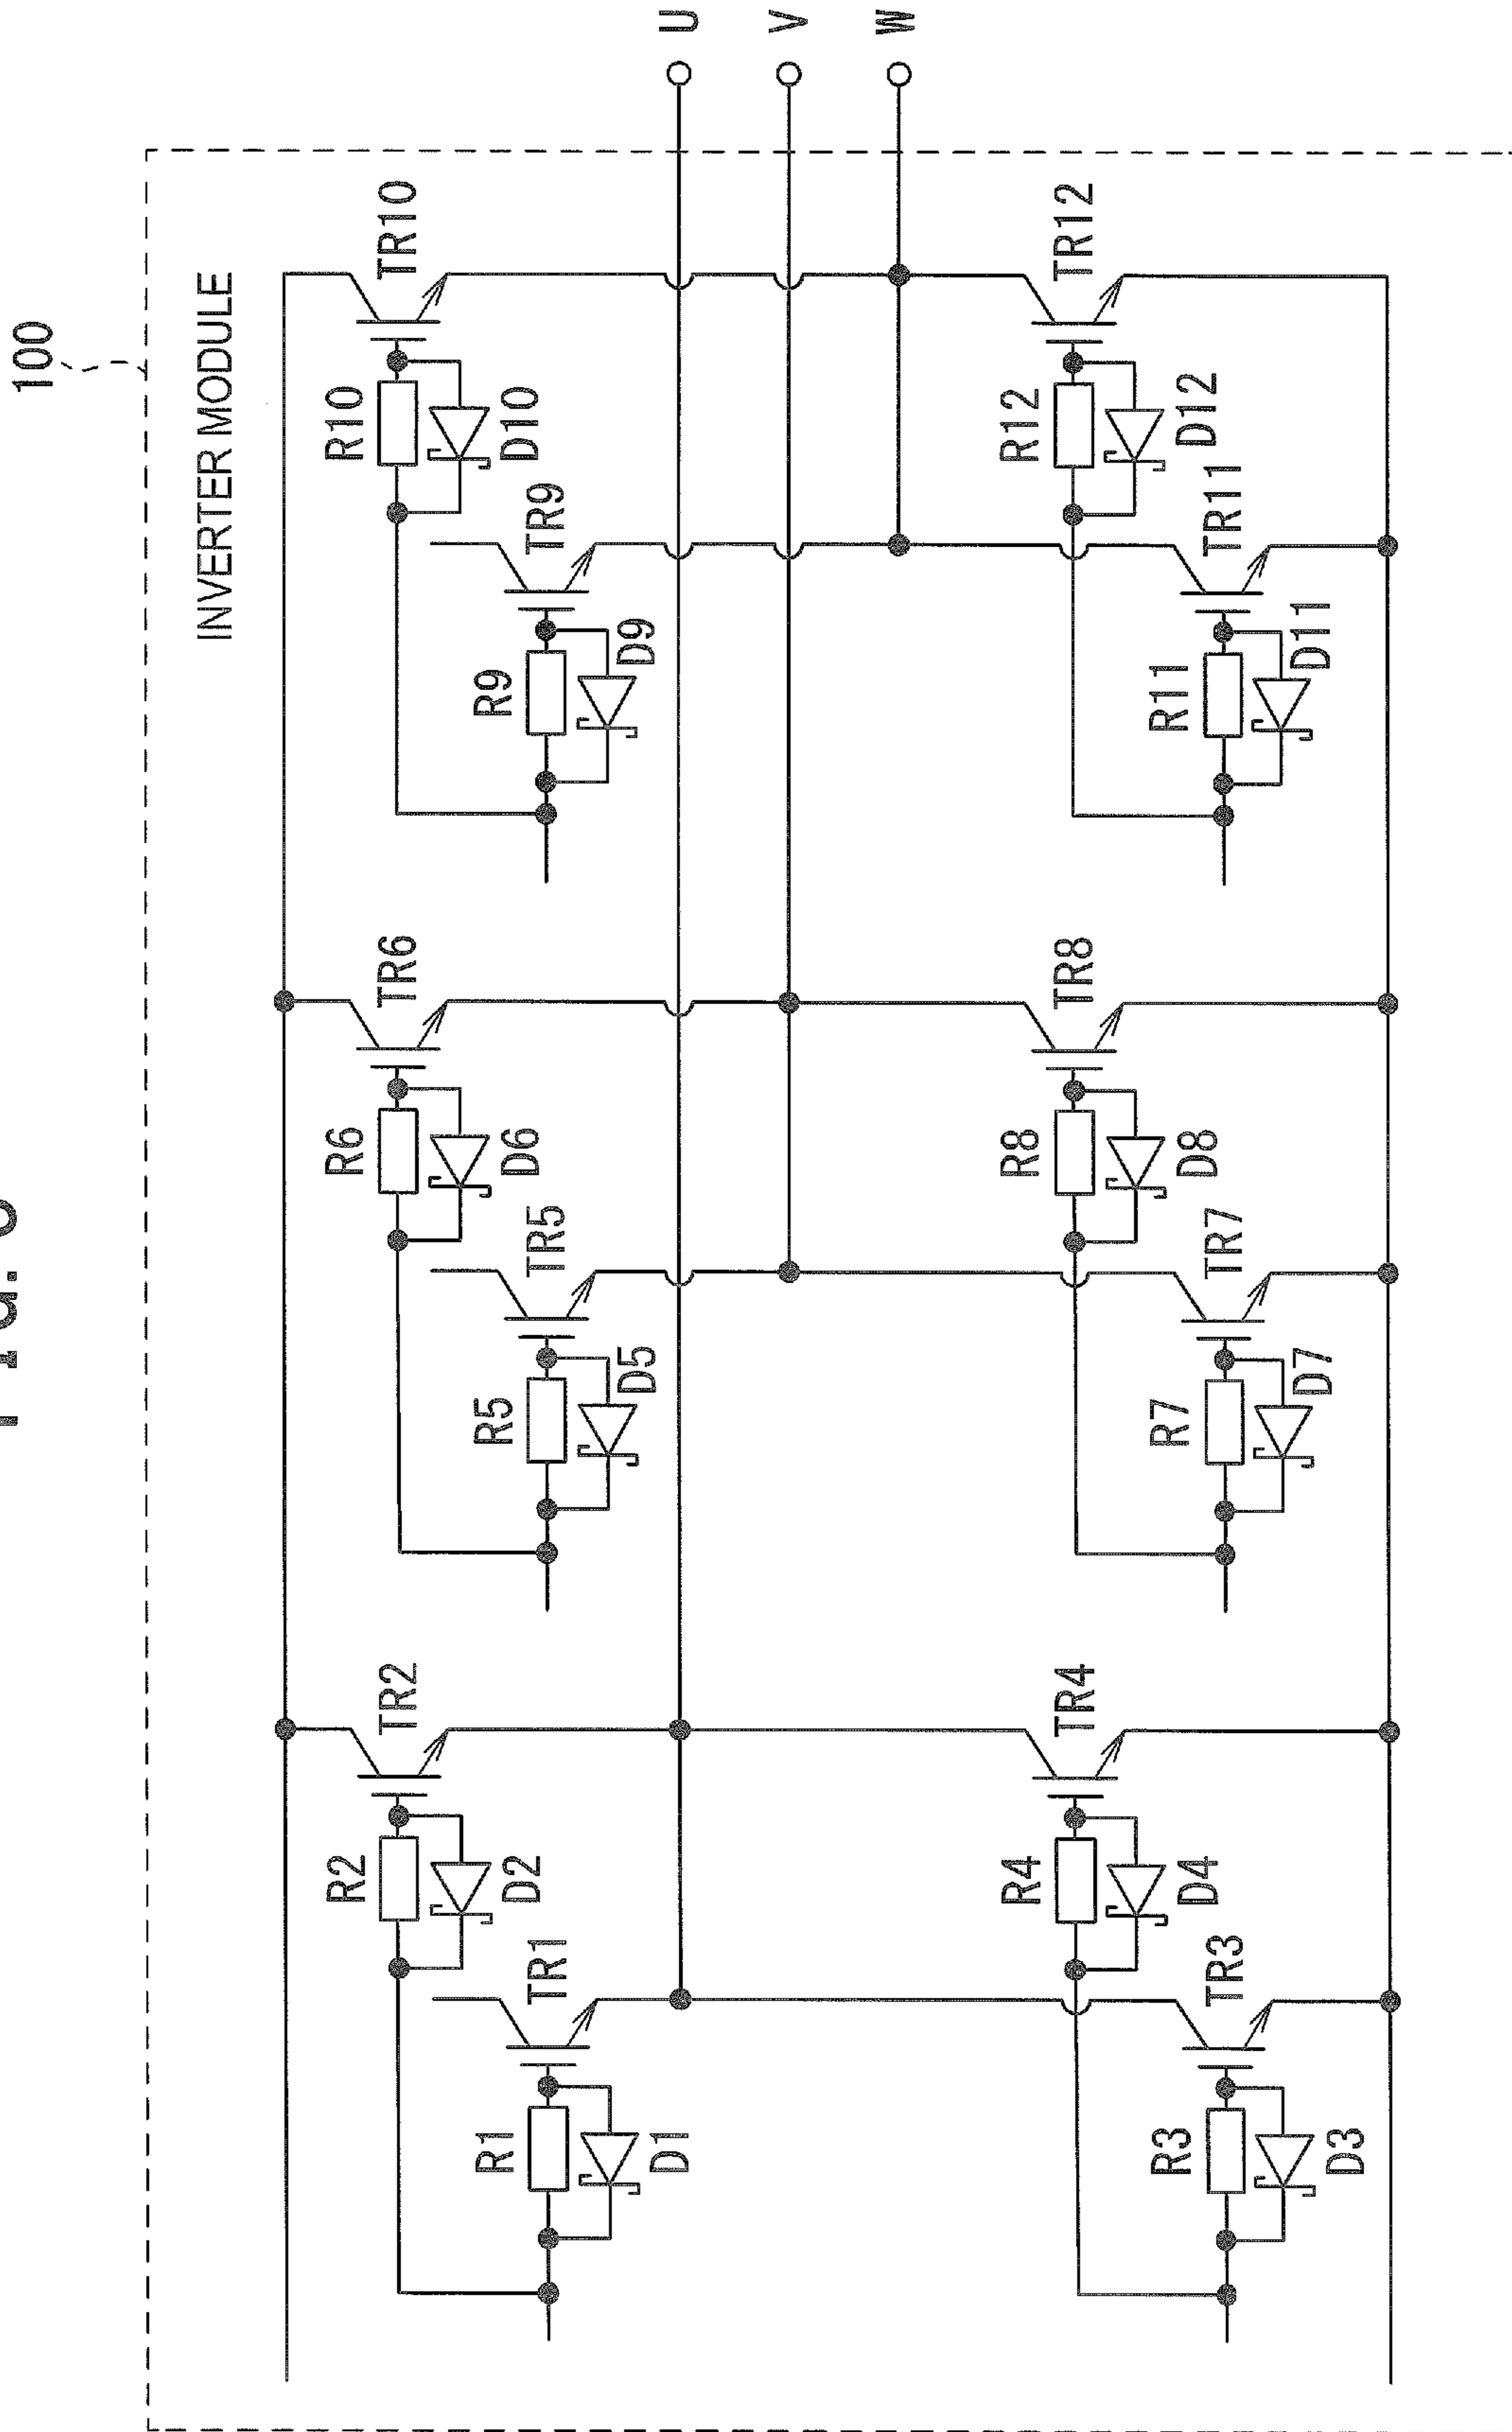 100
INVERTER MODULE
R2
R6
R10
TR2
TR6
TR10
R1
R5
R9
D2
D6
D10
TR1
TR5
TR9
D1
D5
D9
U
V
W
R4
R8
R12
TR4
TR8
TR12
R3
R7
R11
D4
D8
D12
TR3
TR7
TR11
D3
D7
D11